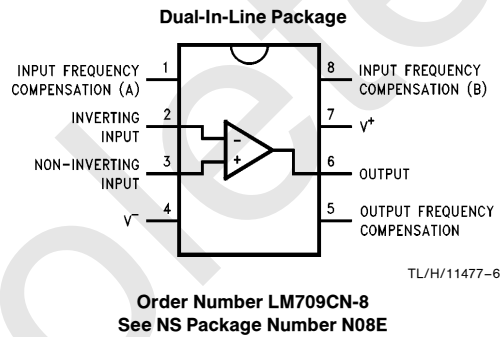 Dual-In-Line Package
INPUT FREQUENCY
COMPENSATION (A)
1
8
INPUT FREQUENCY
COMPENSATION (B)
INVERTING
INPUT
2
7
V+
NON-INVERTING
INPUT
3
6
OUTPUT
V−
4
5
OUTPUT FREQUENCY
COMPENSATION
−
+
TL/H/11477–6
Order Number LM709CN-8
See NS Package Number N08E